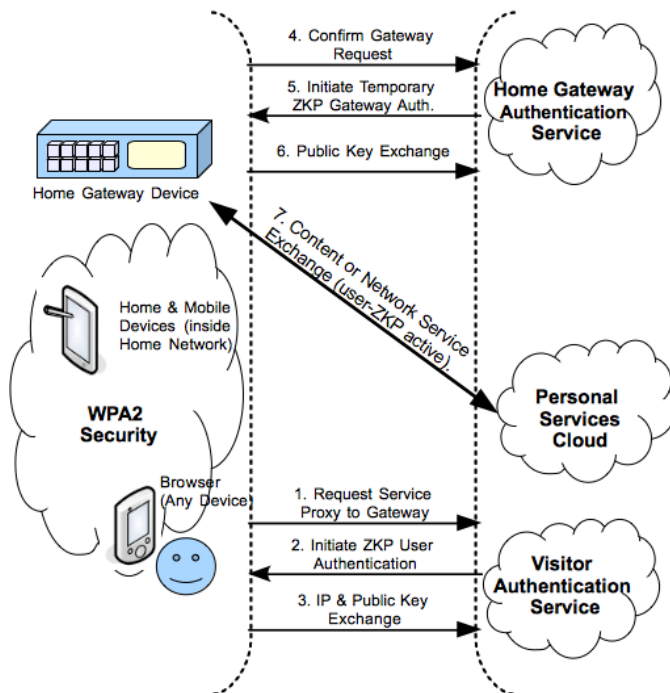 4. Confirm Gateway
Request
5. Initiate Temporary
ZKP Gateway Auth.
6. Public Key Exchange
Home Gateway
Authentication
Service
Home Gateway Device
7. Content or Network Service
Exchange (user-ZKP active).
Home & Mobile
Devices (inside
Home Network)
WPA2
Security
Personal
Services
Cloud
Browser
(Any Device)
1. Request Service
Proxy to Gateway
2. Initiate ZKP User
Authentication
3. IP & Public Key
Exchange
Visitor
Authentication
Service